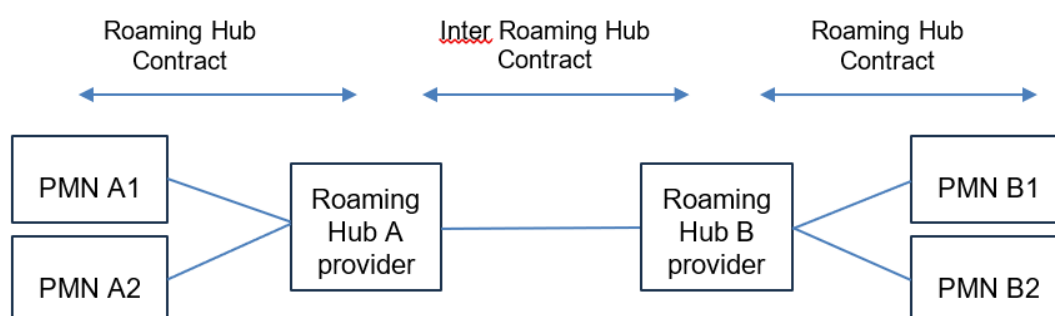 Roaming Hub
Contract
Inter Roaming Hub
Contract
Roaming Hub
Contract
PMN A1
PMN A2
Roaming
Hub A
provider
Roaming
Hub B
provider
PMN B1
PMN B2